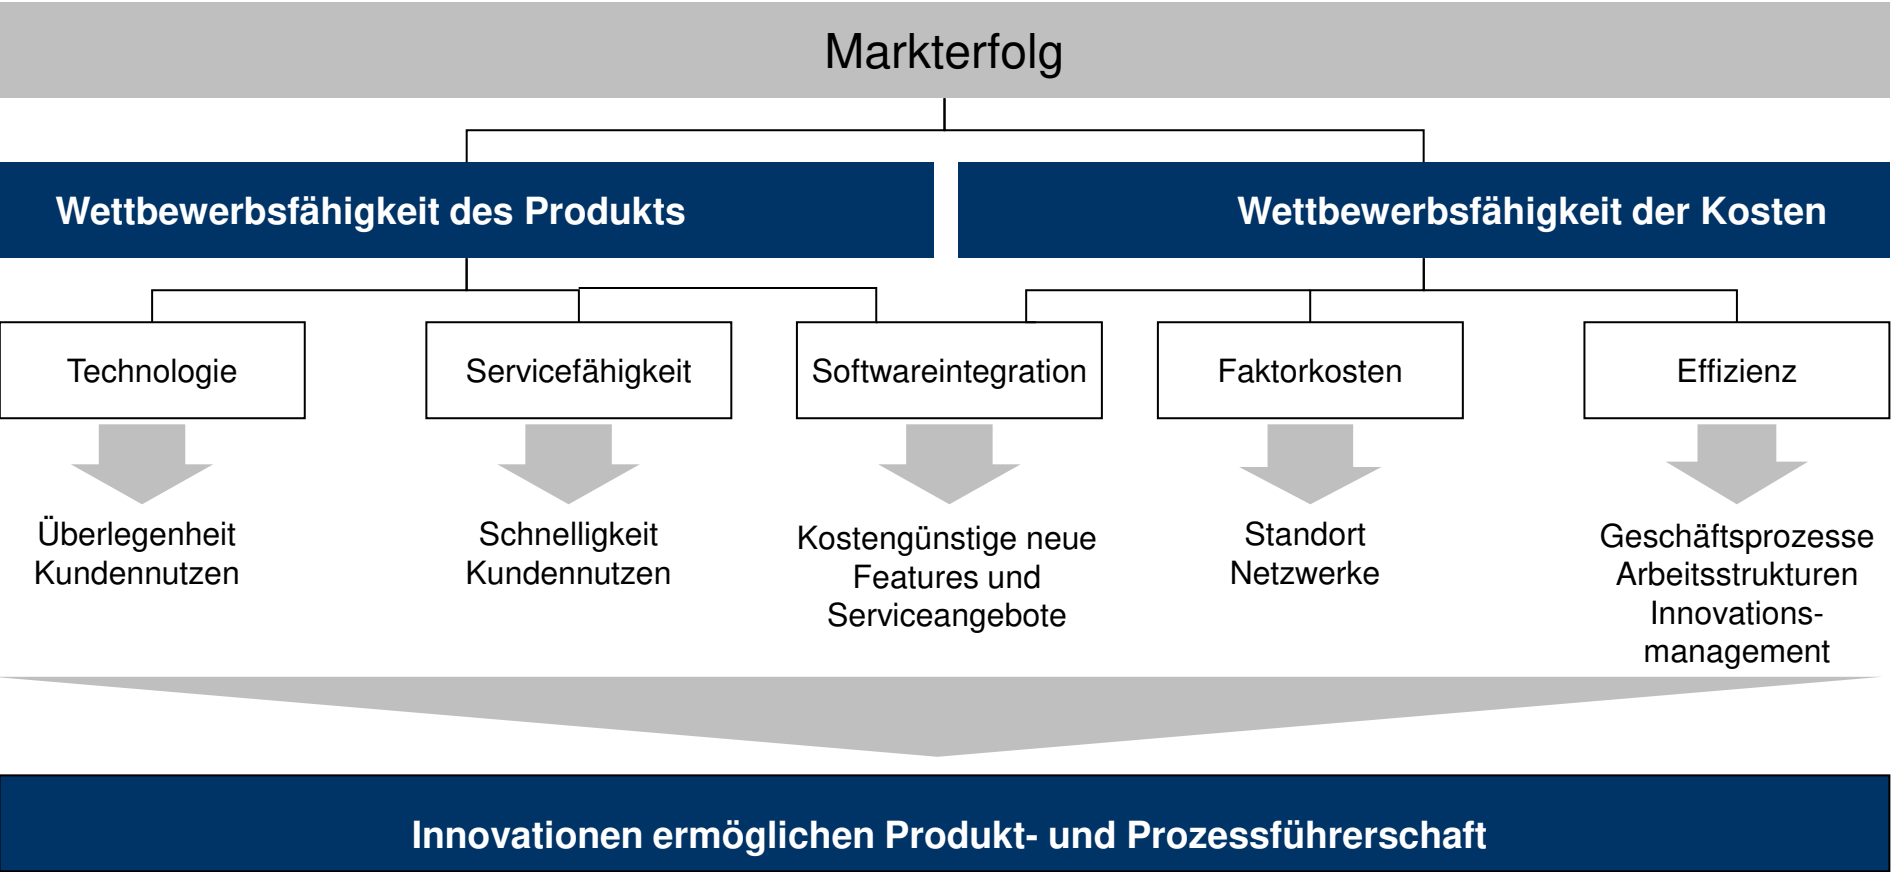 Markterfolg
Wettbewerbsfähigkeit des Produkts
Wettbewerbsfähigkeit der Kosten
Technologie
Servicefähigkeit
Softwareintegration
Faktorkosten
Effizienz
Überlegenheit
Kundennutzen
Schnelligkeit
Kundennutzen
Kostengünstige neue
Features und
Serviceangebote
Standort
Netzwerke
Geschäftsprozesse
Arbeitsstrukturen
Innovations-
management
Innovationen ermöglichen Produkt- und Prozessführerschaft